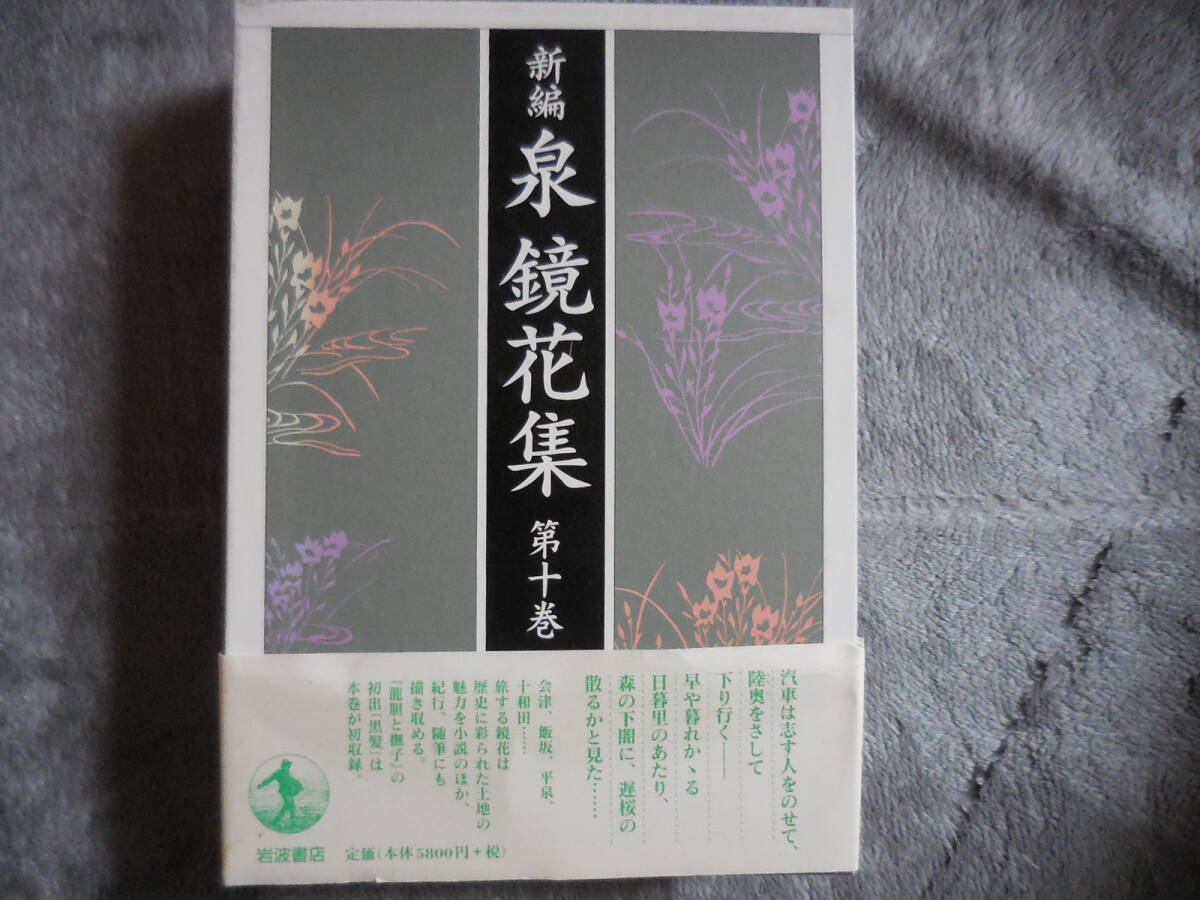 新編
泉鏡花集
第十巻
汽車は志す人をのせて、
陸奥をさして
下り行く――
早や暮れかゝる
日暮里のあたり、
森の下闇に、遅桜の
散るかと見た……
会津、飯坂、平泉、
十和田……
旅する鏡花は
歴史に彩られた土地の
魅力を小説のほか、
紀行、随筆にも
描き収める。
『龍胆と撫子』の
初出「黒髪」は
本巻が初収録。
岩波書店
定価(本体5800円+税)